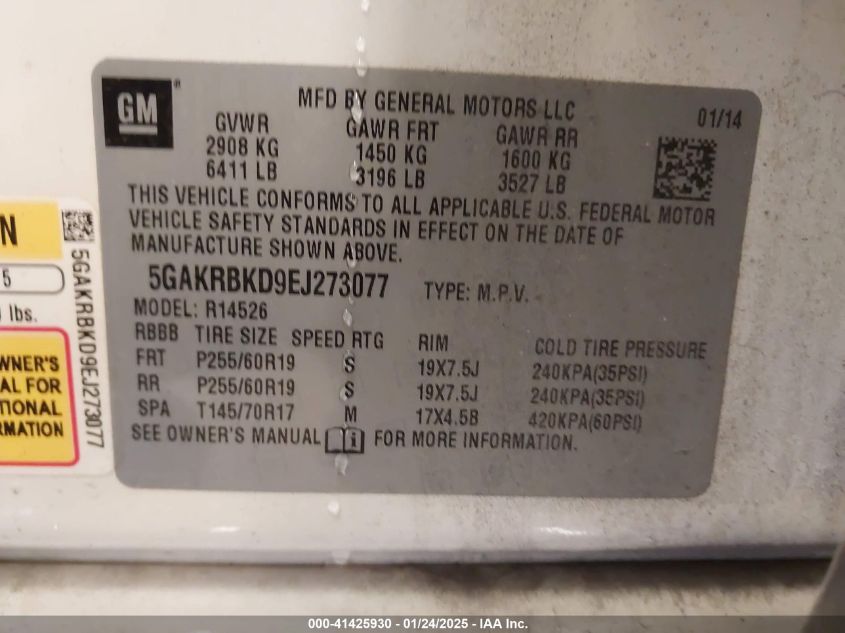 GM
MFD BY GENERAL MOTORS LLC
01/14
GVWR GAWR FRT GAWR RR
2908 KG 1450 KG 1600 KG
6411 LB 3196 LB 3527 LB
THIS VEHICLE CONFORMS TO ALL APPLICABLE U.S. FEDERAL MOTOR
VEHICLE SAFETY STANDARDS IN EFFECT ON THE DATE OF
MANUFACTURE SHOWN ABOVE.
5GAKRBKD9EJ273077 TYPE: M.P.V.
MODEL: R14526
RBBB TIRE SIZE SPEED RTG RIM COLD TIRE PRESSURE
FRT P255/60R19 S 19X7.5J 240KPA(35PSI)
RR P255/60R19 S 19X7.5J 240KPA(35PSI)
SPA T145/70R17 M 17X4.5B 420KPA(60PSI)
SEE OWNER'S MANUAL i FOR MORE INFORMATION.
N
5
lbs.
5GAKRBKD9EJ273077
OWNER'S
AL FOR
TIONAL
RMATION
000-41425930 - 01/24/2025 - IAA Inc.